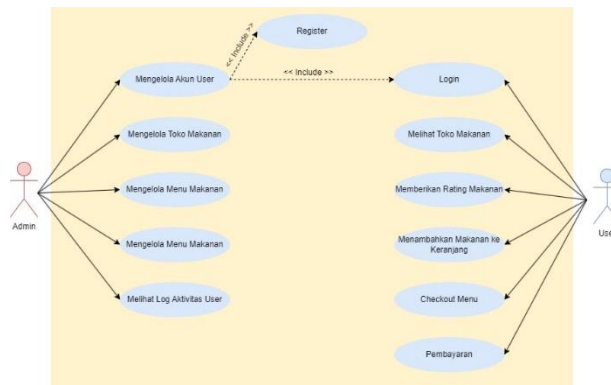 Register
<< Include >>
<< Include >>
Mengelola Akun User
Login
Mengelola Toko Makanan
Melihat Toko Makanan
Mengelola Menu Makanan
Memberikan Rating Makanan
Admin
User
Mengelola Menu Makanan
Menambahkan Makanan ke
Keranjang
Melihat Log Aktivitas User
Checkout Menu
Pembayaran